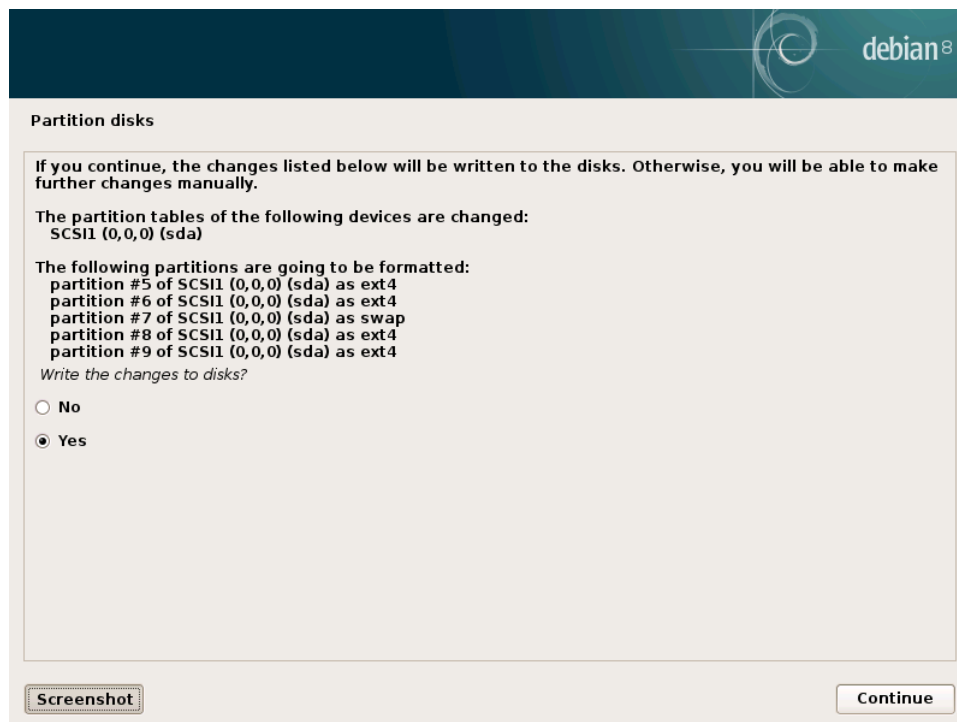 debian 8
Partition disks
If you continue, the changes listed below will be written to the disks. Otherwise, you will be able to make
further changes manually.
The partition tables of the following devices are changed:
SCSI1 (0,0,0) (sda)
The following partitions are going to be formatted:
partition #5 of SCSI1 (0,0,0) (sda) as ext4
partition #6 of SCSI1 (0,0,0) (sda) as ext4
partition #7 of SCSI1 (0,0,0) (sda) as swap
partition #8 of SCSI1 (0,0,0) (sda) as ext4
partition #9 of SCSI1 (0,0,0) (sda) as ext4
Write the changes to disks?
No
Yes
Screenshot
Continue